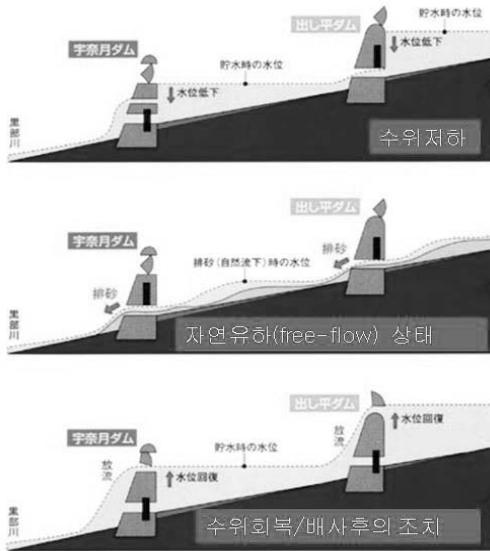 貯水時の水位
出し平ダム
水位低下
宇奈月ダム
貯水時の水位
水位低下
黒部川
수위저하
出し平ダム
宇奈月ダム
排砂
排砂(自然流下)時の水位
排砂
黒部川
자연유하(free-flow) 상태
出し平ダム
水位回復
宇奈月ダム
放流
貯水時の水位
放流
水位回復
黒部川
수위회복/배사후의 조치